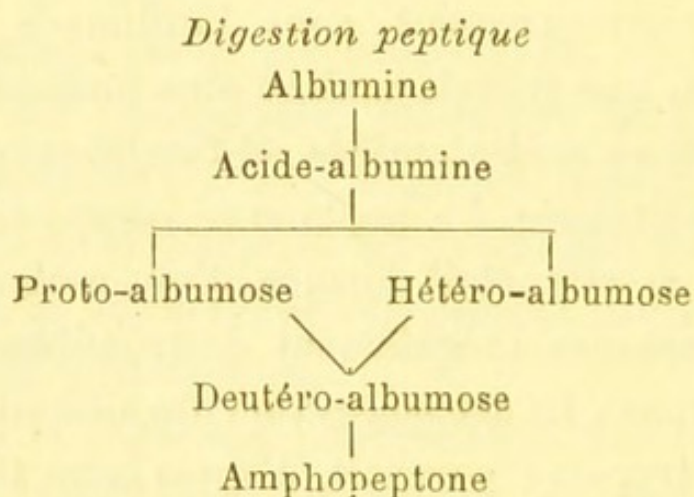 Digestion peptique
Albumine
Acide-albumine
Proto-albumose Hétéro-albumose
Deutéro-albumose
Amphopeptone